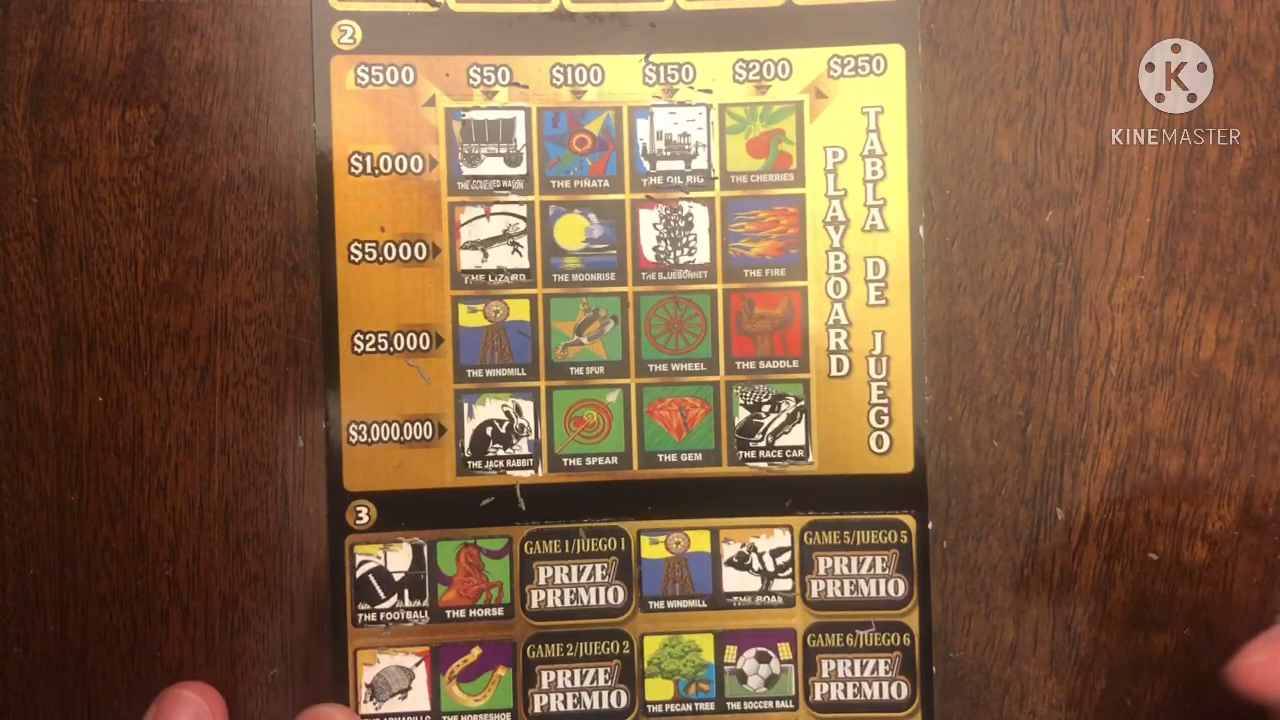 2
$500 $50 $100 $150 $200 $250
$1,000
THE COVERED WAGON THE PIÑATA THE OIL RIG THE CHERRIES
$5,000
THE LIZARD THE MOONRISE THE BLUEBONNET THE FIRE
$25,000
THE WINDMILL THE SPUR THE WHEEL THE SADDLE
$3,000,000
THE JACK RABBIT THE SPEAR THE GEM THE RACE CAR
PLAYBOARD
TABLA DE JUEGO
K
KINEMASTER
3
GAME 1/JUEGO 1
PRIZE/
PREMIO
GAME 5/JUEGO 5
PRIZE/
PREMIO
THE FOOTBALL THE HORSE THE WINDMILL THE BOAR
GAME 2/JUEGO 2
PRIZE/
PREMIO
GAME 6/JUEGO 6
PRIZE/
PREMIO
THE ARMADILLO THE HORSESHOE THE PECAN TREE THE SOCCER BALL